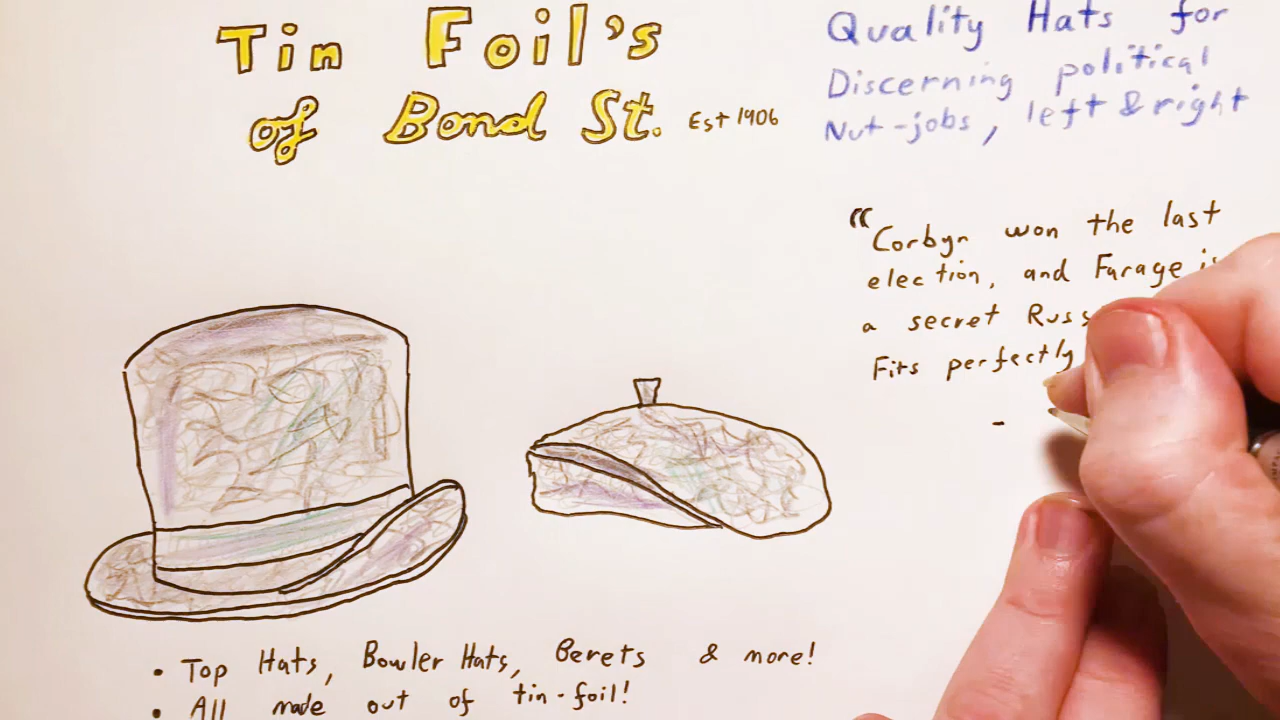 Tin Foil's
of Bond St. Est 1906
Quality Hats for
Discerning political
Nut-jobs, left & right
"Corbyn won the last
election, and Farage is
a secret
Fits perfectly
-
• Top Hats, Bowler Hats, Berets & more!
• All made out of tin-foil!